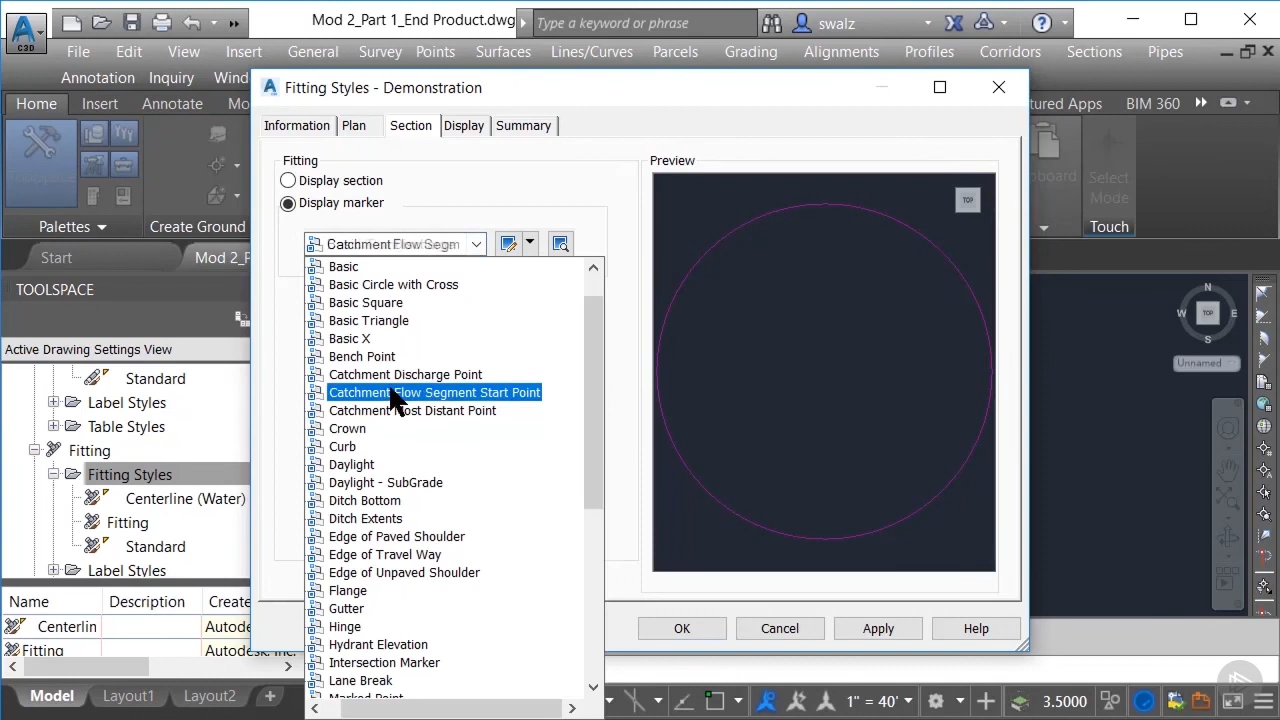 Mod 2_Part 1_End Product.dwg
Type a keyword or phrase
swalz
C3D
File Edit View Insert General Survey Points Surfaces Lines/Curves Parcels Grading Alignments Profiles Corridors Sections Pipes
Annotation Inquiry Wind
Home Insert Annotate Mo
tured Apps BIM 360
Fitting Styles - Demonstration
Information Plan Section Display Summary
Fitting
Display section
Display marker
Preview
TOP
Palettes
Create Ground
Select
Mode
Touch
Start
Mod 2_P
Catchment Flow Segm
TOOLSPACE
Active Drawing Settings View
Standard
Label Styles
Table Styles
Fitting
Fitting Styles
Centerline (Water)
Fitting
Standard
Label Styles
Basic
Basic Circle with Cross
Basic Square
Basic Triangle
Basic X
Bench Point
Catchment Discharge Point
Catchment Flow Segment Start Point
Catchment Most Distant Point
Crown
Curb
Daylight
Daylight - SubGrade
Ditch Bottom
Ditch Extents
Edge of Paved Shoulder
Edge of Travel Way
Edge of Unpaved Shoulder
Flange
Gutter
Hinge
Hydrant Elevation
Intersection Marker
Lane Break
Marked Point
N
W TOP E
S
Unnamed
Name Description Create
Centerlin Autode
Fitting Autodesk, Inc.
OK Cancel Apply Help
Model Layout1 Layout2 +
1" = 40'
3.5000